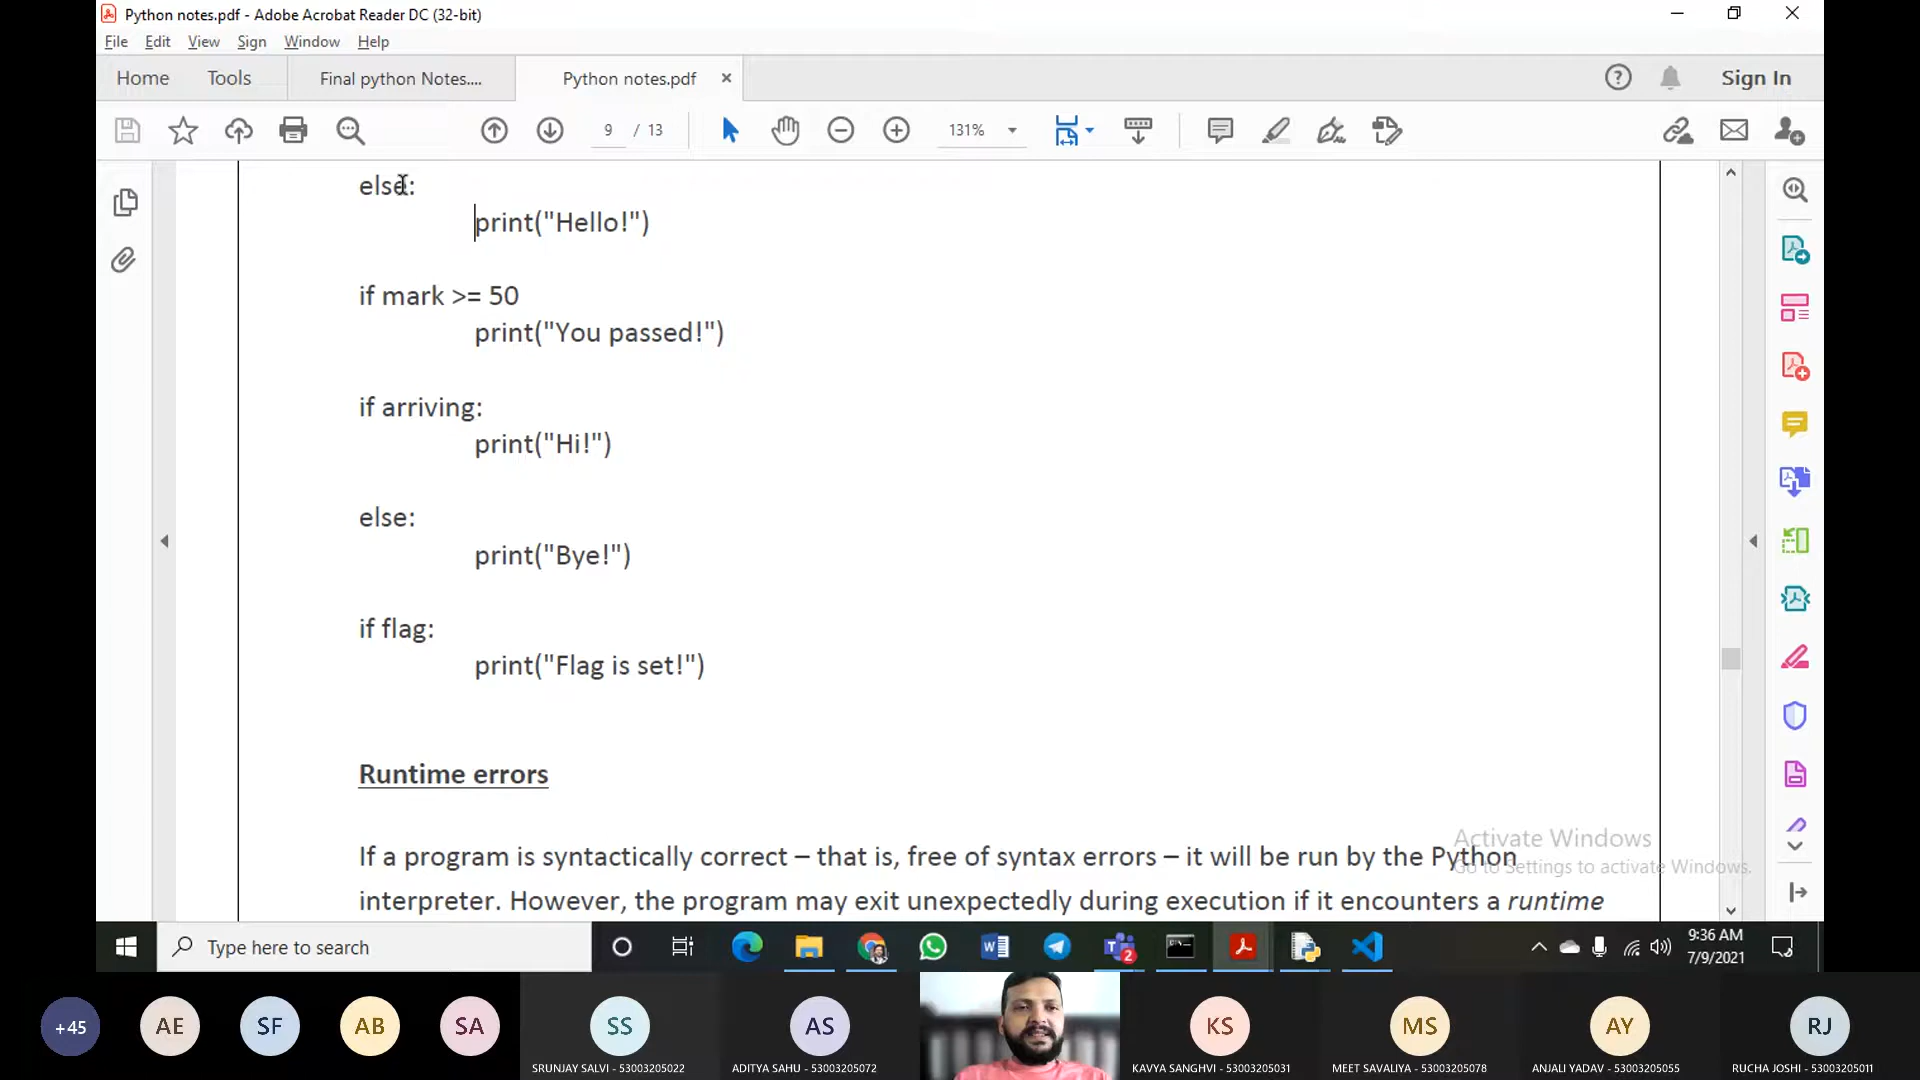 Python notes.pdf - Adobe Acrobat Reader DC (32-bit)
File Edit View Sign Window Help
Home Tools Final python Notes.... Python notes.pdf × Sign In
9 / 13 131%
else:
print("Hello!")
if mark >= 50
print("You passed!")
if arriving:
print("Hi!")
else:
print("Bye!")
if flag:
print("Flag is set!")
Runtime errors
If a program is syntactically correct – that is, free of syntax errors – it will be run by the Python
interpreter. However, the program may exit unexpectedly during execution if it encounters a runtime
Activate Windows
Go to Settings to activate Windows.
Type here to search
2
9:36 AM
7/9/2021
+45 AE SF AB SA SS AS KS MS AY RJ
SRUNJAY SALVI - 53003205022 ADITYA SAHU - 53003205072 KAVYA SANGHVI - 53003205031 MEET SAVALIYA - 53003205078 ANJALI YADAV - 53003205055 RUCHA JOSHI - 53003205011